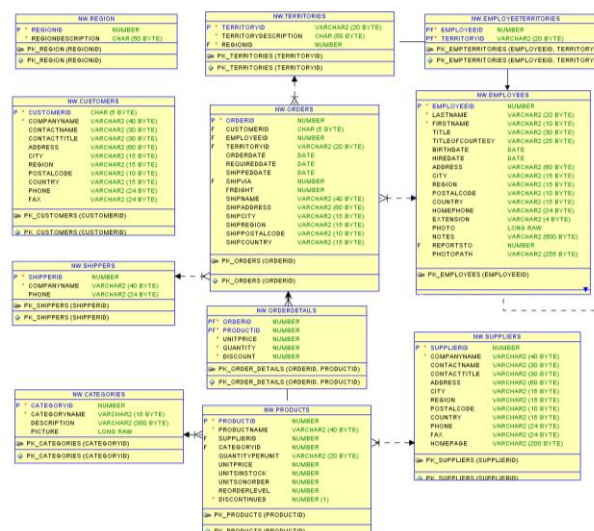 NW.REGION
P * REGIONID NUMBER
* REGIONDESCRIPTION CHAR (50 BYTE)
PK_REGION (REGIONID)
PK_REGION (REGIONID)
NW.TERRITORIES
P * TERRITORYID VARCHAR2 (20 BYTE)
* TERRITORYDESCRIPTION CHAR (50 BYTE)
F * REGIONID NUMBER
PK_TERRITORIES (TERRITORYID)
PK_TERRITORIES (TERRITORYID)
NW.EMPLOYEETERRITORIES
PF* EMPLOYEEID NUMBER
PF* TERRITORYID VARCHAR2 (20 BYTE)
PK_EMPTERRITORIES (EMPLOYEEID, TERRITORY
PK_EMPTERRITORIES (EMPLOYEEID, TERRITORY
NW.CUSTOMERS
P * CUSTOMERID CHAR (5 BYTE)
* COMPANYNAME VARCHAR2 (40 BYTE)
CONTACTNAME VARCHAR2 (30 BYTE)
CONTACTTITLE VARCHAR2 (30 BYTE)
ADDRESS VARCHAR2 (60 BYTE)
CITY VARCHAR2 (15 BYTE)
REGION VARCHAR2 (15 BYTE)
POSTALCODE VARCHAR2 (10 BYTE)
COUNTRY VARCHAR2 (15 BYTE)
PHONE VARCHAR2 (24 BYTE)
FAX VARCHAR2 (24 BYTE)
PK_CUSTOMERS (CUSTOMERID)
PK_CUSTOMERS (CUSTOMERID)
NW.ORDERS
P * ORDERID NUMBER
F CUSTOMERID CHAR (5 BYTE)
F EMPLOYEEID NUMBER
F TERRITORYID VARCHAR2 (20 BYTE)
ORDERDATE DATE
REQUIREDDATE DATE
SHIPPEDDATE DATE
F SHIPVIA NUMBER
FREIGHT NUMBER
SHIPNAME VARCHAR2 (40 BYTE)
SHIPADDRESS VARCHAR2 (60 BYTE)
SHIPCITY VARCHAR2 (15 BYTE)
SHIPREGION VARCHAR2 (15 BYTE)
SHIPPOSTALCODE VARCHAR2 (10 BYTE)
SHIPCOUNTRY VARCHAR2 (15 BYTE)
PK_ORDERS (ORDERID)
PK_ORDERS (ORDERID)
NW.EMPLOYEES
P * EMPLOYEEID NUMBER
* LASTNAME VARCHAR2 (20 BYTE)
* FIRSTNAME VARCHAR2 (10 BYTE)
TITLE VARCHAR2 (30 BYTE)
TITLEOFCOURTESY VARCHAR2 (25 BYTE)
BIRTHDATE DATE
HIREDATE DATE
ADDRESS VARCHAR2 (60 BYTE)
CITY VARCHAR2 (15 BYTE)
REGION VARCHAR2 (15 BYTE)
POSTALCODE VARCHAR2 (10 BYTE)
COUNTRY VARCHAR2 (15 BYTE)
HOMEPHONE VARCHAR2 (24 BYTE)
EXTENSION VARCHAR2 (4 BYTE)
PHOTO LONG RAW
NOTES VARCHAR2 (600 BYTE)
F REPORTSTO NUMBER
PHOTOPATH VARCHAR2 (255 BYTE)
PK_EMPLOYEES (EMPLOYEEID)
NW.SHIPPERS
P * SHIPPERID NUMBER
* COMPANYNAME VARCHAR2 (40 BYTE)
PHONE VARCHAR2 (24 BYTE)
PK_SHIPPERS (SHIPPERID)
PK_SHIPPERS (SHIPPERID)
NW.ORDERDETAILS
PF* ORDERID NUMBER
PF* PRODUCTID NUMBER
* UNITPRICE NUMBER
* QUANTITY NUMBER
* DISCOUNT NUMBER
PK_ORDER_DETAILS (ORDERID, PRODUCTID)
PK_ORDER_DETAILS (ORDERID, PRODUCTID)
NW.SUPPLIERS
P * SUPPLIERID NUMBER
* COMPANYNAME VARCHAR2 (40 BYTE)
CONTACTNAME VARCHAR2 (30 BYTE)
CONTACTTITLE VARCHAR2 (30 BYTE)
ADDRESS VARCHAR2 (60 BYTE)
CITY VARCHAR2 (15 BYTE)
REGION VARCHAR2 (15 BYTE)
POSTALCODE VARCHAR2 (10 BYTE)
COUNTRY VARCHAR2 (15 BYTE)
PHONE VARCHAR2 (24 BYTE)
FAX VARCHAR2 (24 BYTE)
HOMEPAGE VARCHAR2 (200 BYTE)
PK_SUPPLIERS (SUPPLIERID)
PK_SUPPLIERS (SUPPLIERID)
NW.CATEGORIES
P * CATEGORYID NUMBER
* CATEGORYNAME VARCHAR2 (15 BYTE)
DESCRIPTION VARCHAR2 (300 BYTE)
PICTURE LONG RAW
PK_CATEGORIES (CATEGORYID)
PK_CATEGORIES (CATEGORYID)
NW.PRODUCTS
P * PRODUCTID NUMBER
* PRODUCTNAME VARCHAR2 (40 BYTE)
F SUPPLIERID NUMBER
F CATEGORYID NUMBER
QUANTITYPERUNIT VARCHAR2 (20 BYTE)
UNITPRICE NUMBER
UNITSINSTOCK NUMBER
UNITSONORDER NUMBER
REORDERLEVEL NUMBER
* DISCONTINUED NUMBER (1)
PK_PRODUCTS (PRODUCTID)
PK_PRODUCTS (PRODUCTID)